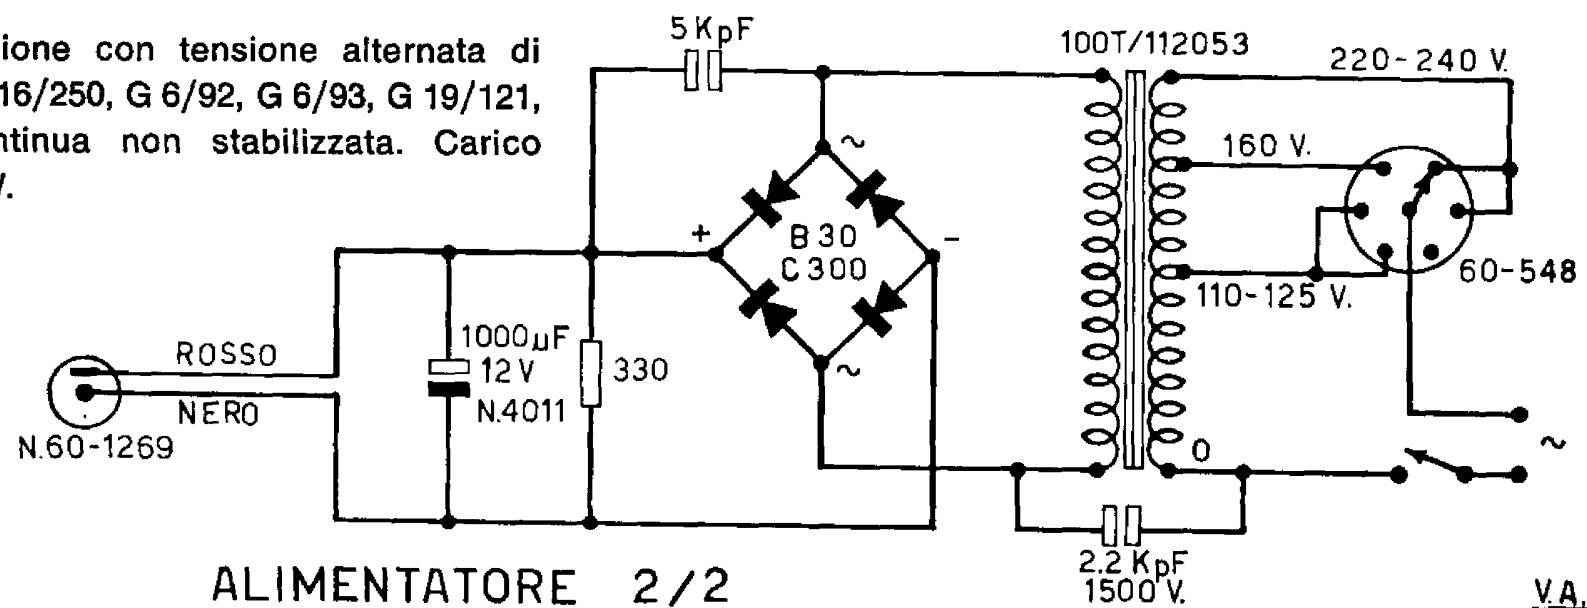 ione con tensione alternata di
16/250, G 6/92, G 6/93, G 19/121,
ntinua non stabilizzata. Carico
V.
5 KpF
100T/112053
220-240 V.
160 V.
~
+
-
B 30
C 300
60-548
110-125 V.
1000µF
12 V
N.4011
330
~
ROSSO
NERO
N.60-1269
O
~
2.2 KpF
1500 V.
ALIMENTATORE 2/2
V.A.